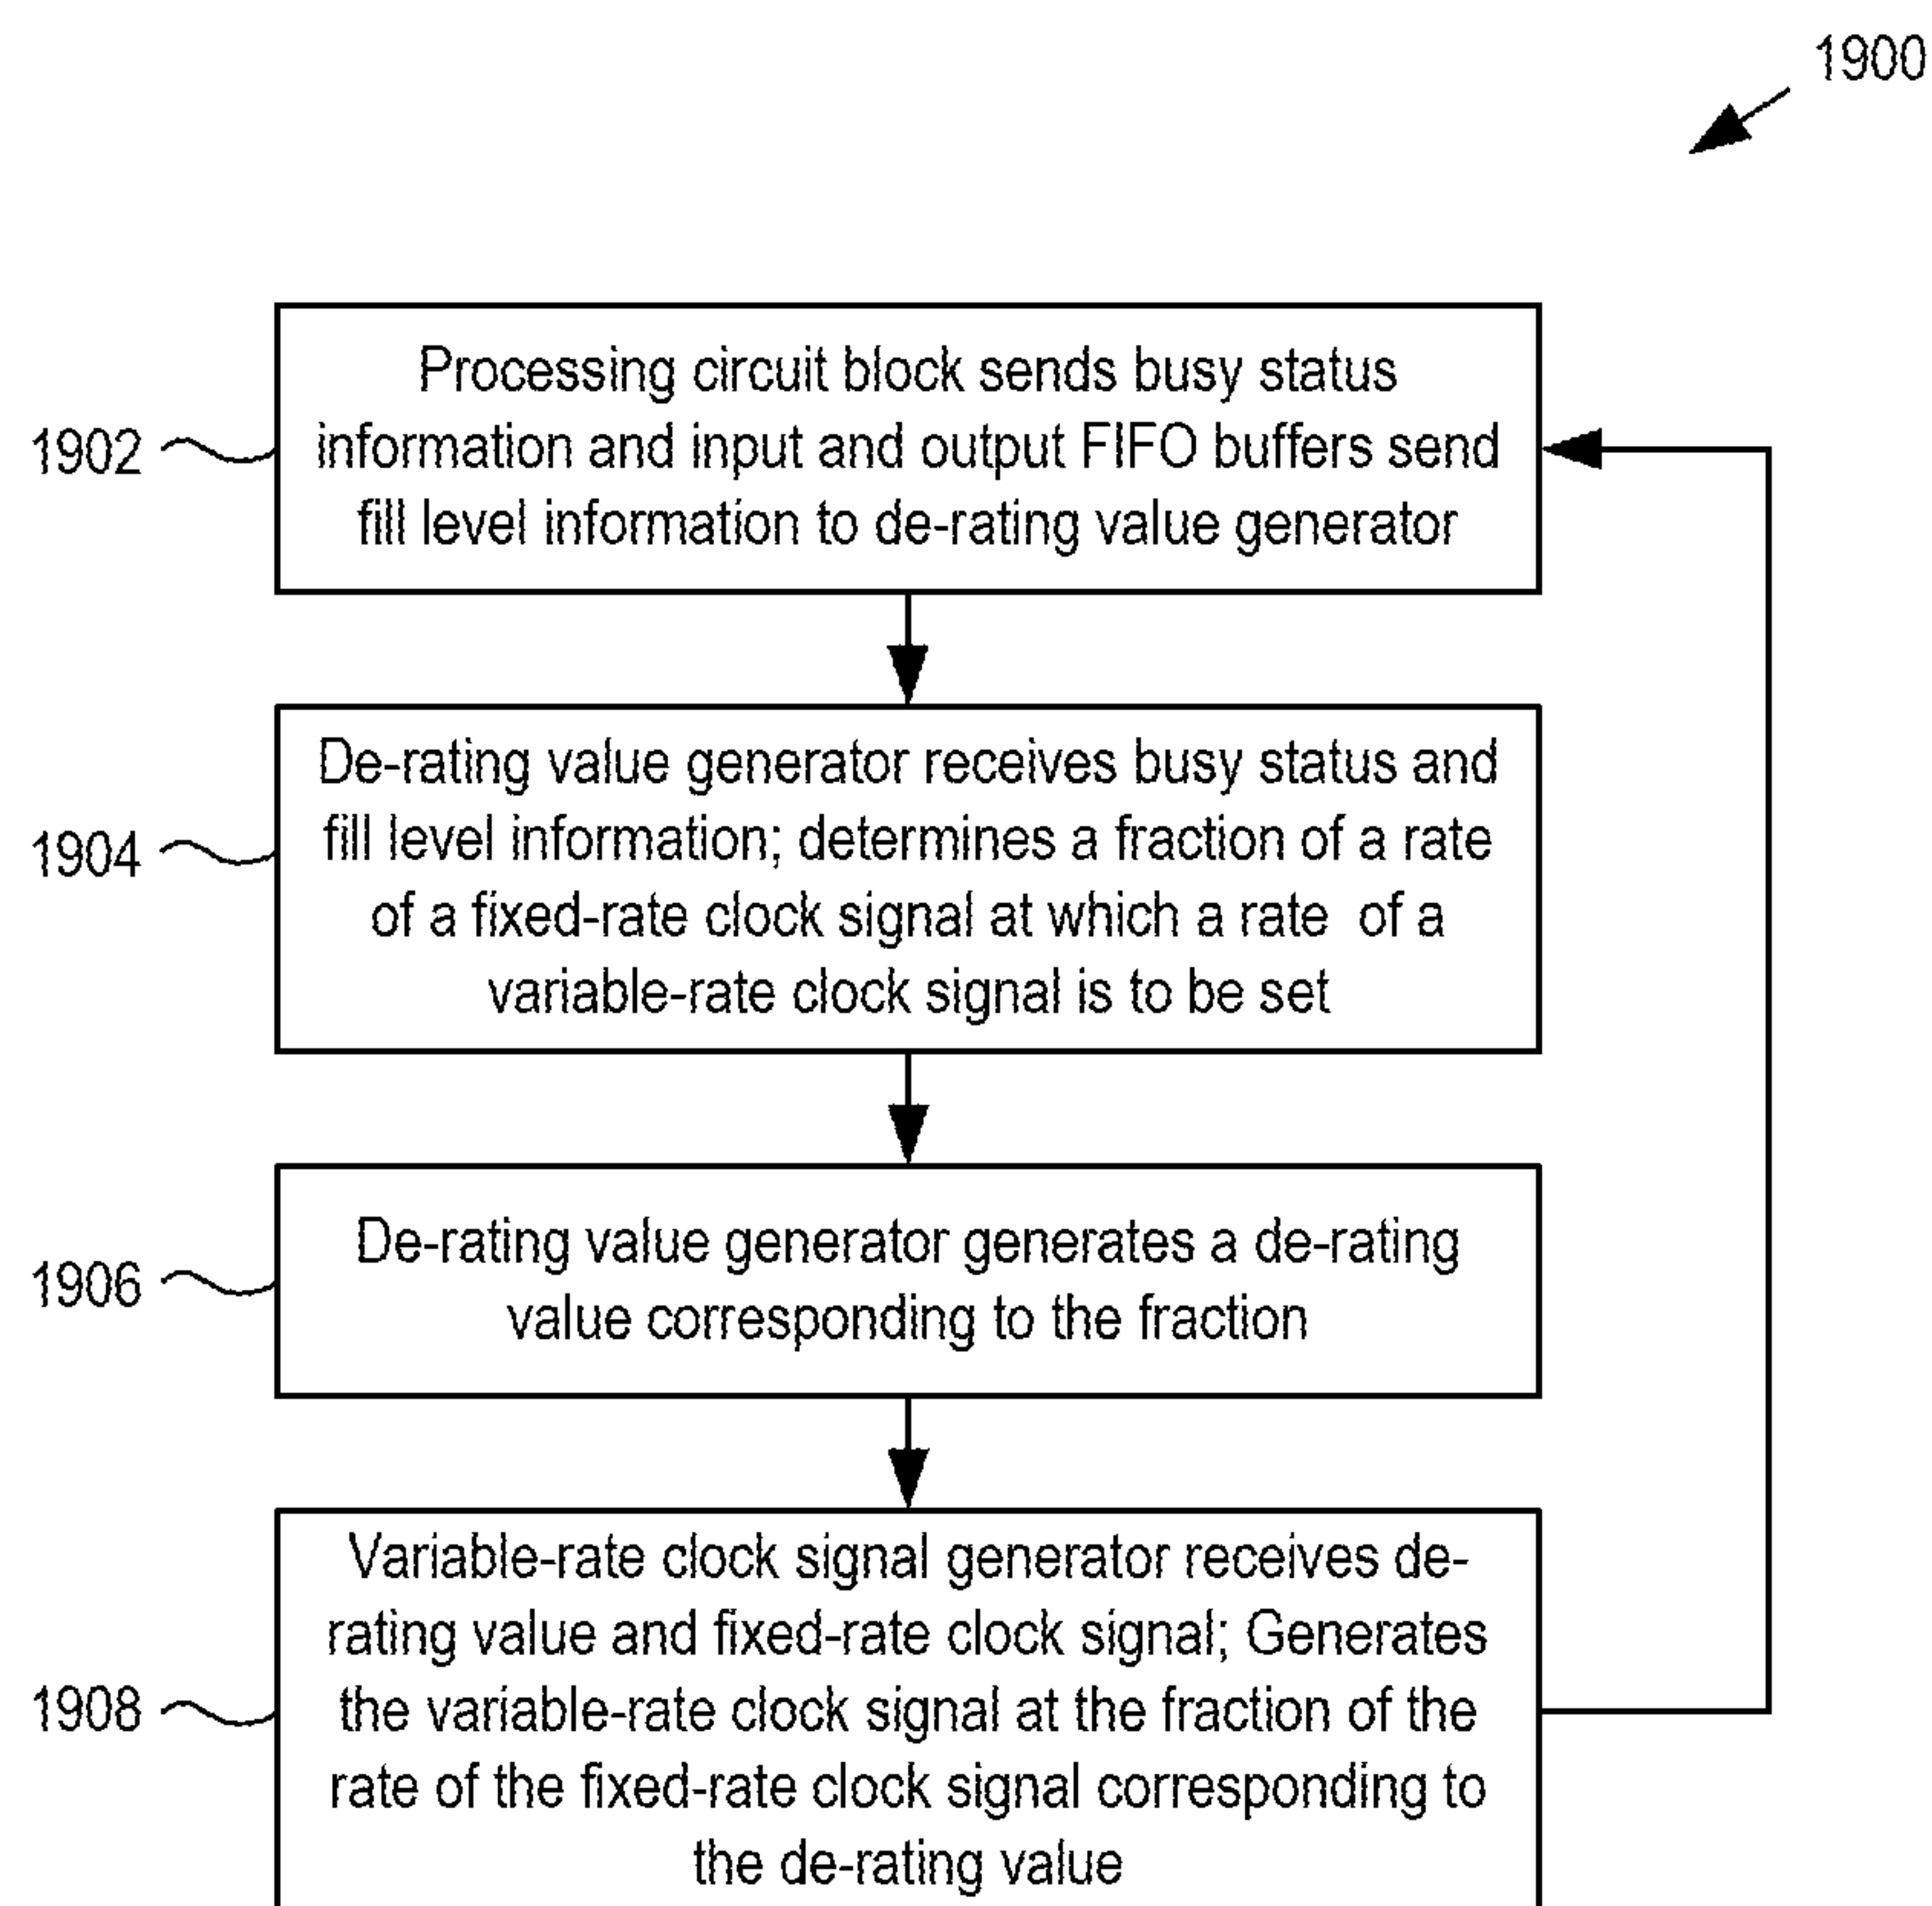 1900
Processing circuit block sends busy status
information and input and output FIFO buffers send
fill level information to de-rating value generator
1902
De-rating value generator receives busy status and
fill level information; determines a fraction of a rate
of a fixed-rate clock signal at which a rate of a
variable-rate clock signal is to be set
1904
De-rating value generator generates a de-rating
value corresponding to the fraction
1906
Variable-rate clock signal generator receives de-
rating value and fixed-rate clock signal; Generates
the variable-rate clock signal at the fraction of the
rate of the fixed-rate clock signal corresponding to
the de-rating value
1908